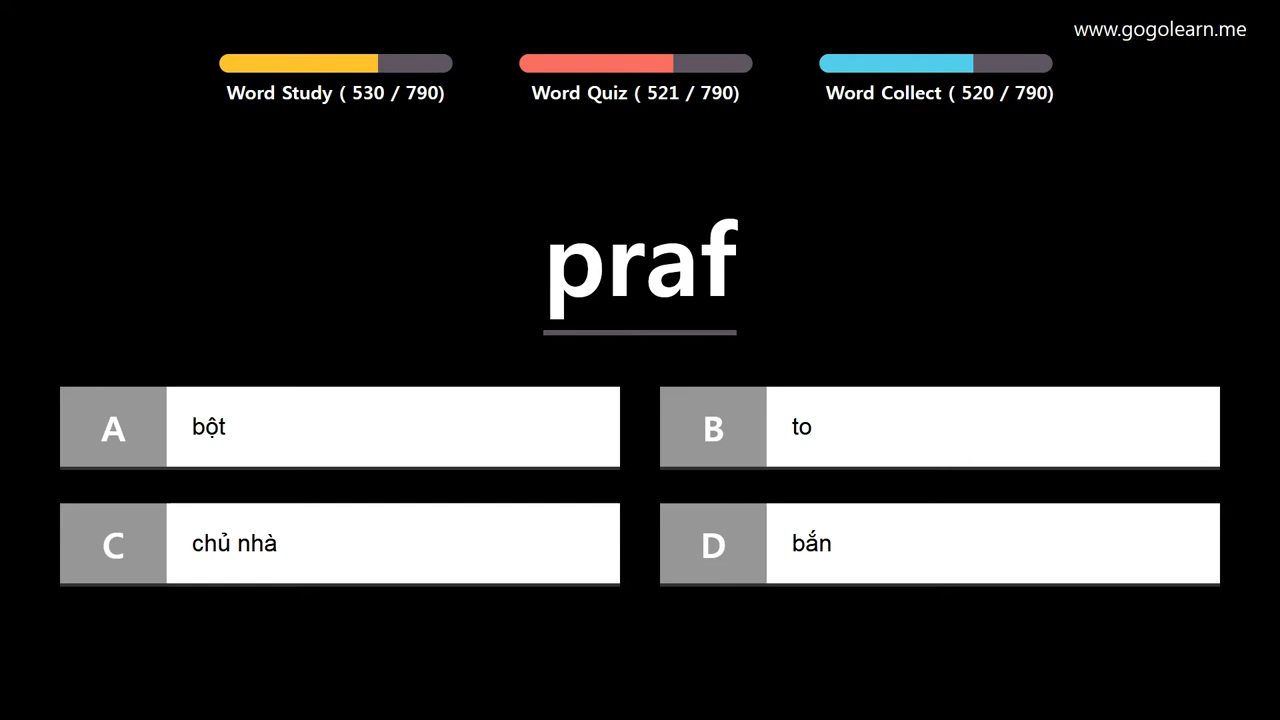 www.gogolearn.me
Word Study ( 530 / 790)
Word Quiz ( 521 / 790)
Word Collect ( 520 / 790)
praf
A
bột
B
to
C
chủ nhà
D
bắn